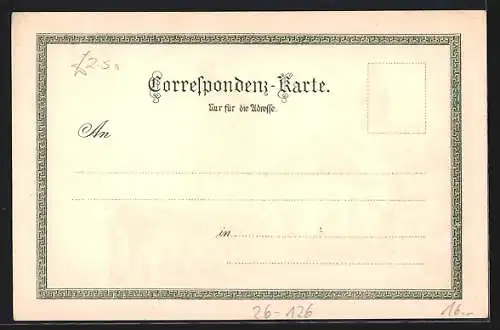 Correspondenz-Karte.
Nur für die Adresse.
An
in
26-126
16.-